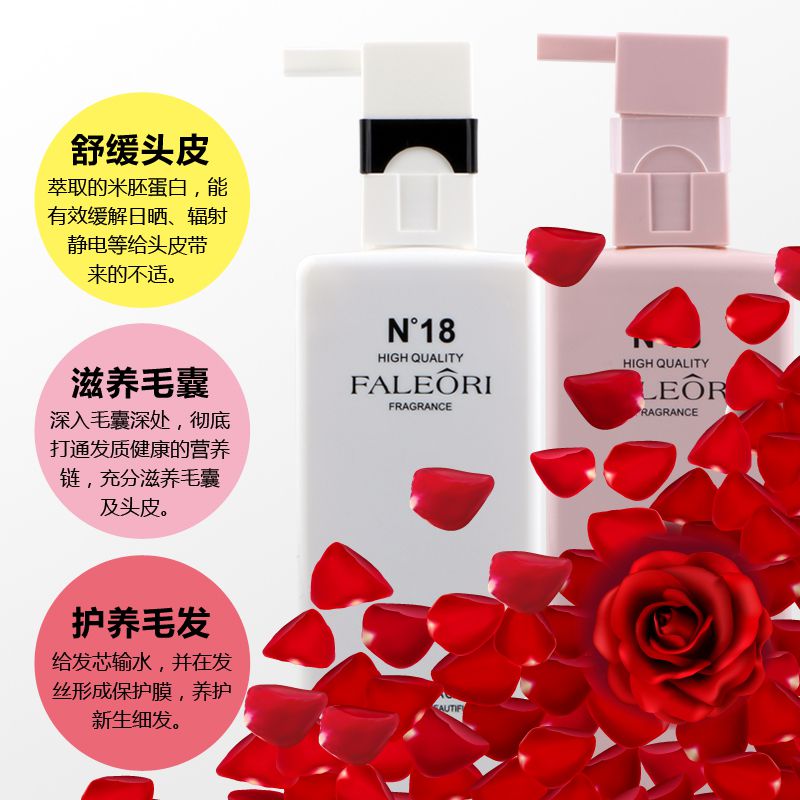 舒缓头皮
萃取的米胚蛋白，能
有效缓解日晒、辐射
静电等给头皮带
来的不适。
滋养毛囊
深入毛囊深处，彻底
打通发质健康的营养
链，充分滋养毛囊
及头皮。
护养毛发
给发芯输水，并在发
丝形成保护膜，养护
新生细发。
N°18
HIGH QUALITY
FALEÔRI
FRAGRANCE
HIGH QUALITY
FALEÔR
FRAGRANCE